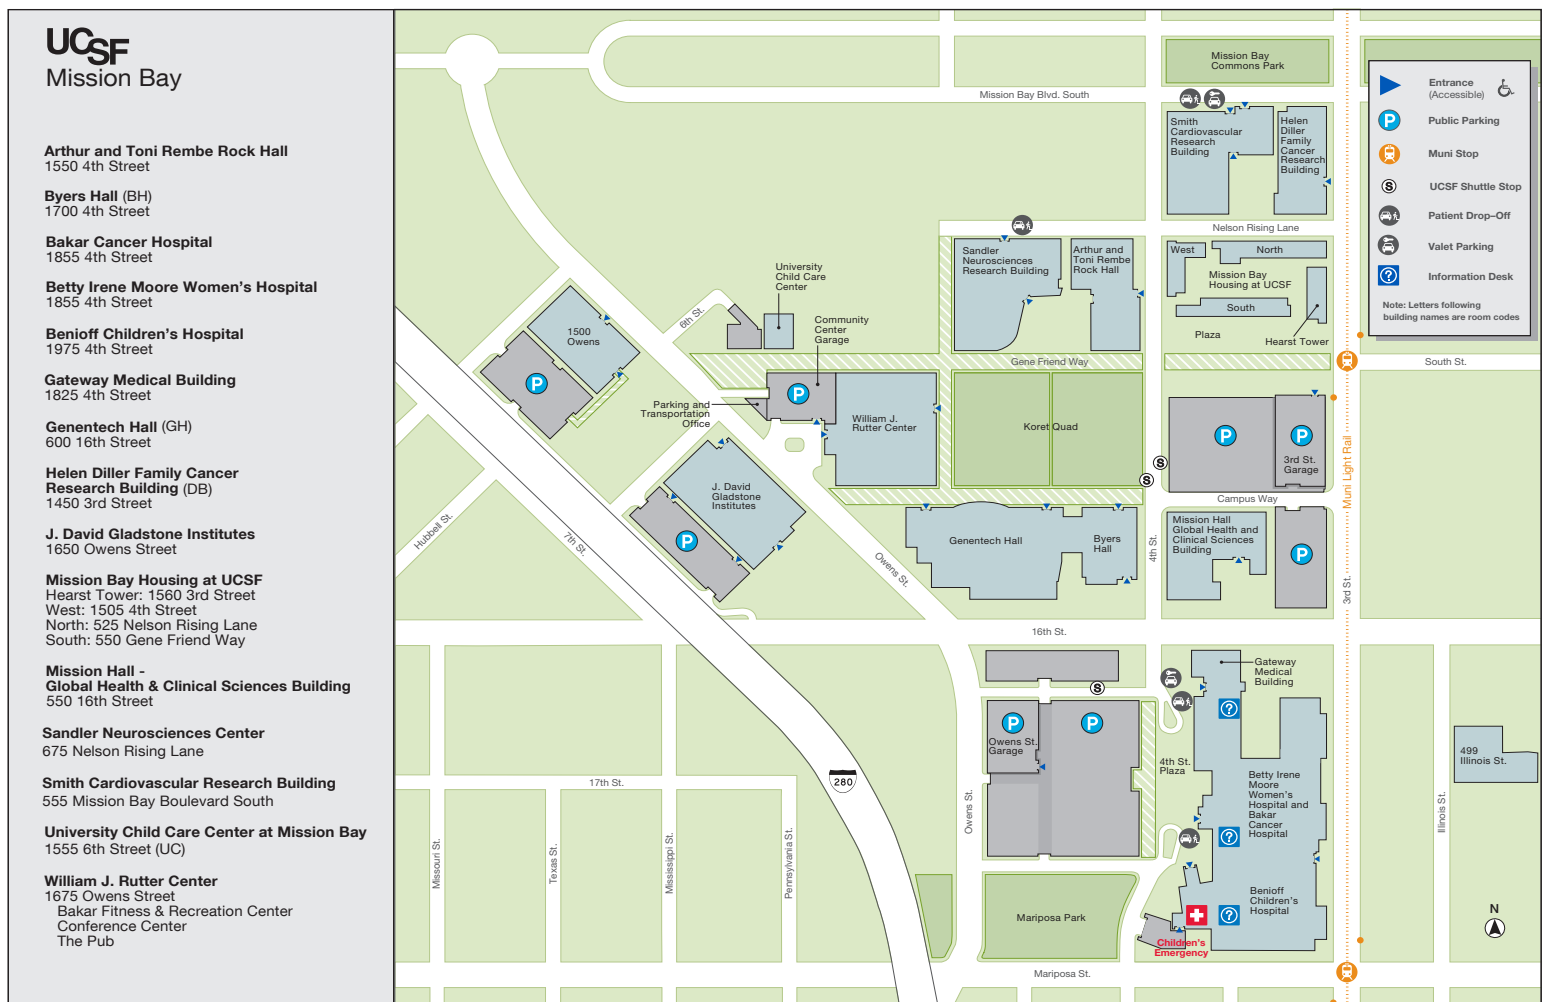 UCSF
Mission Bay
Arthur and Toni Rembe Rock Hall
1550 4th Street
Byers Hall (BH)
1700 4th Street
Bakar Cancer Hospital
1855 4th Street
Betty Irene Moore Women's Hospital
1855 4th Street
Benioff Children's Hospital
1975 4th Street
Gateway Medical Building
1825 4th Street
Genentech Hall (GH)
600 16th Street
Helen Diller Family Cancer
Research Building (DB)
1450 3rd Street
J. David Gladstone Institutes
1650 Owens Street
Mission Bay Housing at UCSF
Hearst Tower: 1560 3rd Street
West: 1505 4th Street
North: 525 Nelson Rising Lane
South: 550 Gene Friend Way
Mission Hall -
Global Health & Clinical Sciences Building
550 16th Street
Sandler Neurosciences Center
675 Nelson Rising Lane
Smith Cardiovascular Research Building
555 Mission Bay Boulevard South
University Child Care Center at Mission Bay
1555 6th Street (UC)
William J. Rutter Center
1675 Owens Street
Bakar Fitness & Recreation Center
Conference Center
The Pub
Mission Bay
Commons Park
Mission Bay Blvd. South
Smith
Cardiovascular
Research
Building
Helen
Diller
Family
Cancer
Research
Building
Nelson Rising Lane
Entrance
(Accessible)
P
Public Parking
Muni Stop
S
UCSF Shuttle Stop
Patient Drop–Off
Valet Parking
?
Information Desk
Note: Letters following
building names are room codes
Sandler
Neurosciences
Research Building
Arthur and
Toni Rembe
Rock Hall
West
North
Mission Bay
Housing at UCSF
South
Plaza
Hearst Tower
University
Child Care
Center
6th St.
Community
Center
Garage
1500
Owens
P
Gene Friend Way
South St.
P
Parking and
Transportation
Office
William J.
Rutter Center
Koret Quad
P
P
3rd St.
Garage
S
S
Campus Way
Muni Light Rail
J. David
Gladstone
Institutes
P
Hubbell St.
7th St.
Owens St.
Genentech Hall
Byers
Hall
4th St.
Mission Hall
Global Health and
Clinical Sciences
Building
P
3rd St.
16th St.
Gateway
Medical
Building
S
?
P
P
Owens St.
Garage
4th St.
Plaza
499
Illinois St.
280
17th St.
Betty Irene
Moore
Women's
Hospital and
Bakar
Cancer
Hospital
?
Owens St.
Illinois St.
Missouri St.
Texas St.
Mississippi St.
Pennsylvania St.
Benioff
Children's
Hospital
?
Mariposa Park
Children's
Emergency
N
Mariposa St.